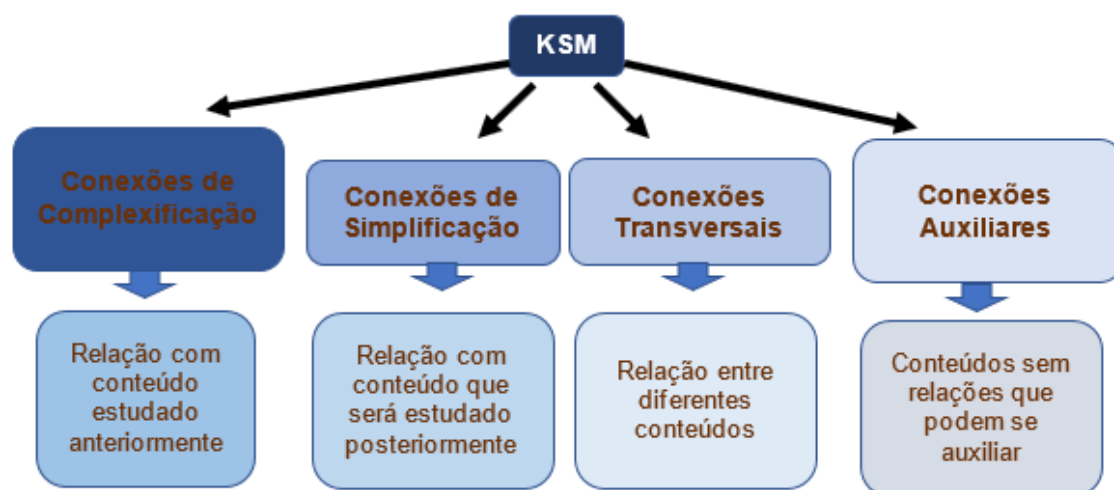 KSM
Conexões de
Complexificação
Conexões de
Simplificação
Conexões
Transversais
Conexões
Auxiliares
Relação com
conteúdo
estudado
anteriormente
Relação com
conteúdo que
será estudado
posteriormente
Relação entre
diferentes
conteúdos
Conteúdos sem
relações que
podem se
auxiliar